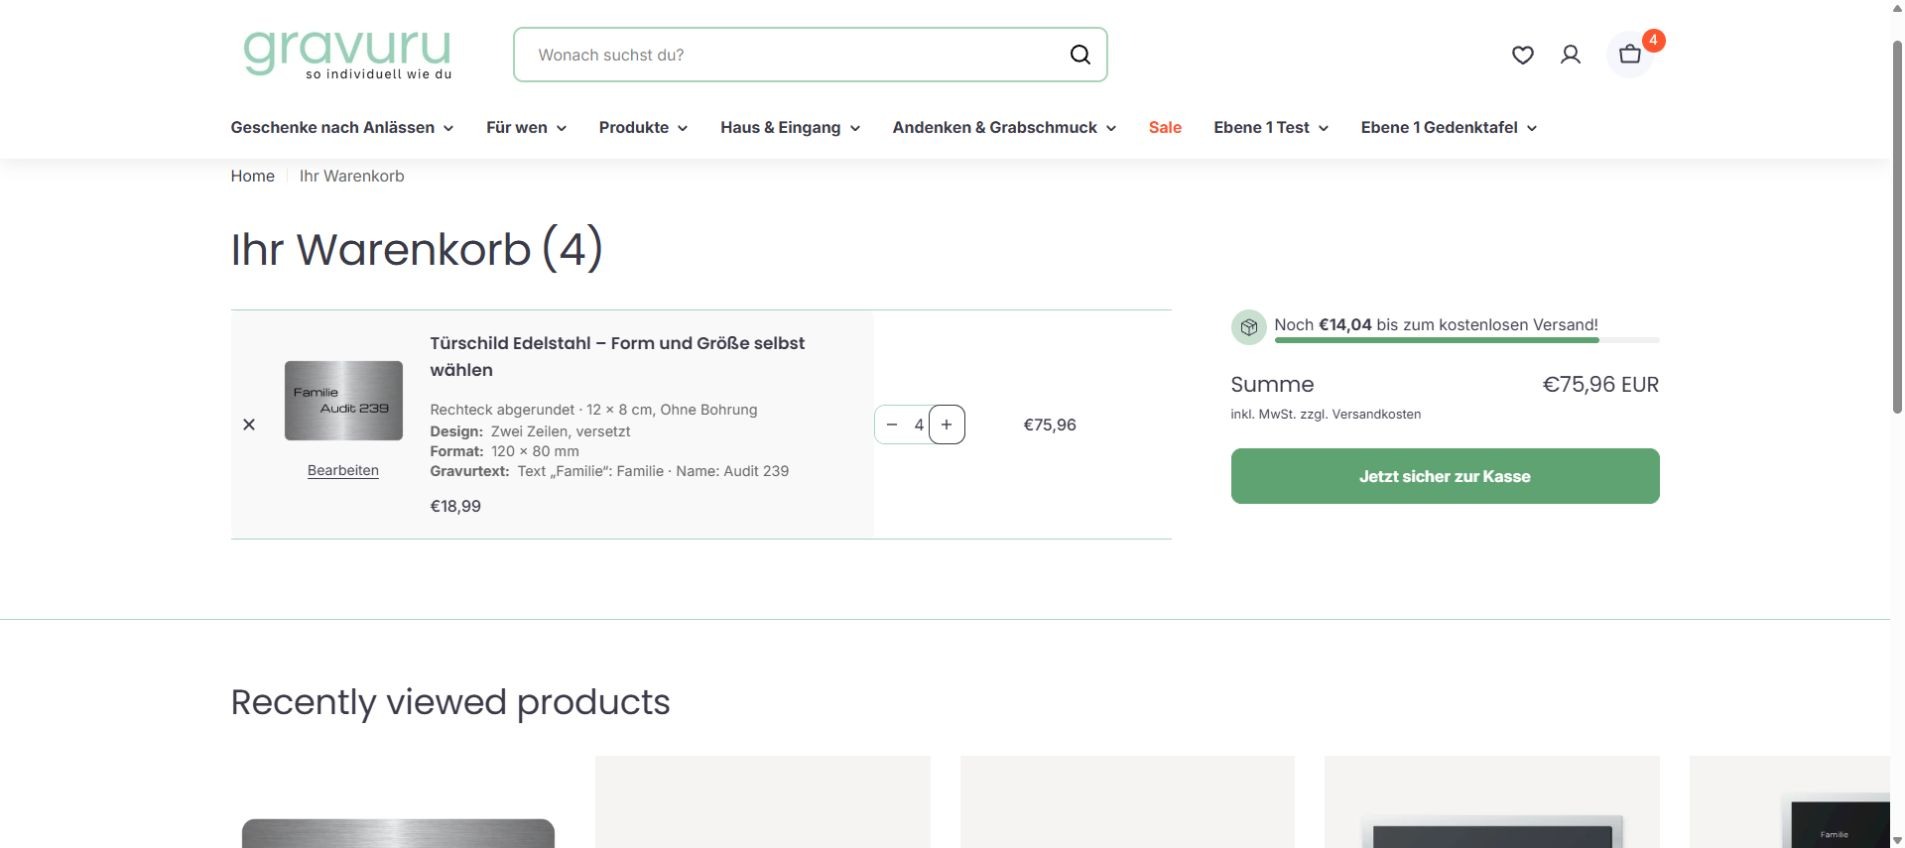 gravuru
so individuell wie du
Wonach suchst du?
4
Geschenke nach Anlässen
Für wen
Produkte
Haus & Eingang
Andenken & Grabschmuck
Sale
Ebene 1 Test
Ebene 1 Gedenktafel
Home
Ihr Warenkorb
Ihr Warenkorb (4)
Familie
Audit 239
Bearbeiten
Türschild Edelstahl – Form und Größe selbst
wählen
Rechteck abgerundet · 12 × 8 cm, Ohne Bohrung
Design: Zwei Zeilen, versetzt
Format: 120 × 80 mm
Gravurtext: Text „Familie“: Familie · Name: Audit 239
€18,99
− 4 +
€75,96
Noch €14,04 bis zum kostenlosen Versand!
Summe
€75,96 EUR
inkl. MwSt. zzgl. Versandkosten
Jetzt sicher zur Kasse
Recently viewed products
Familie